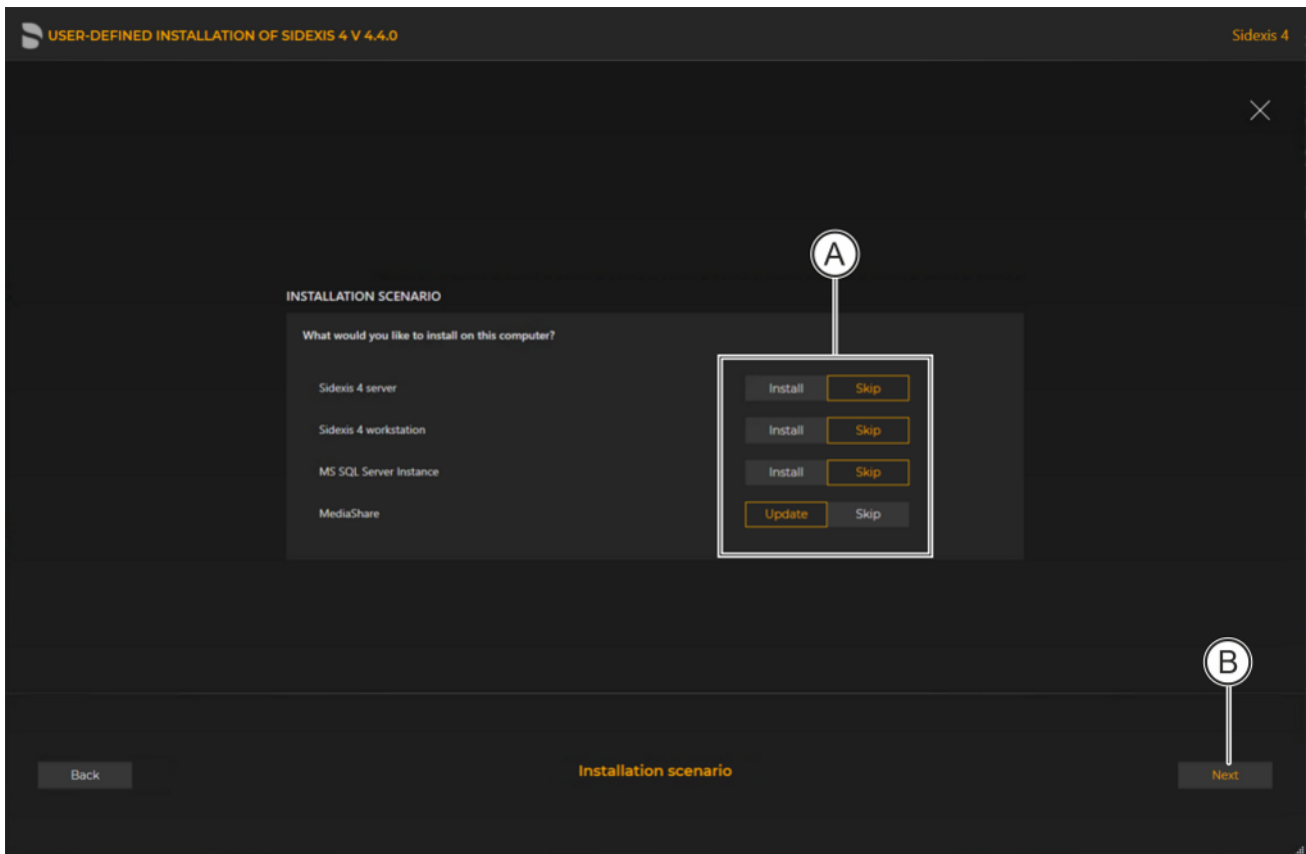 USER-DEFINED INSTALLATION OF SIDEXIS 4 V 4.4.0 Sidexis 4
A
INSTALLATION SCENARIO
What would you like to install on this computer?
Sidexis 4 server Install Skip
Sidexis 4 workstation Install Skip
MS SQL Server Instance Install Skip
MediaShare Update Skip
B
Back Installation scenario Next